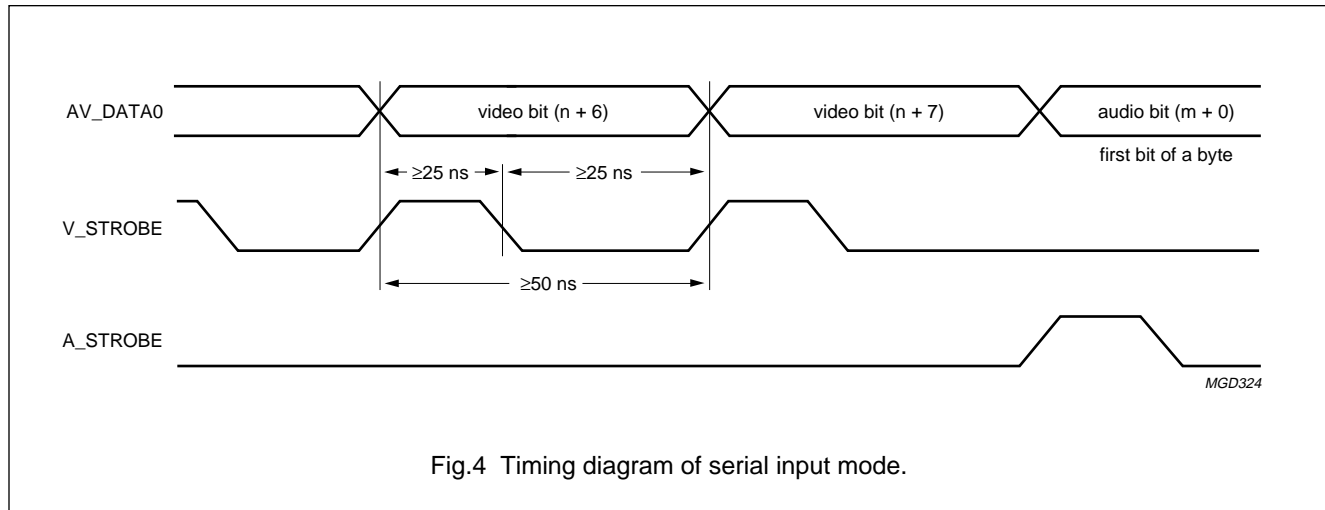 AV_DATA0
video bit (n + 6)
video bit (n + 7)
audio bit (m + 0)
first bit of a byte
≥25 ns
≥25 ns
V_STROBE
≥50 ns
A_STROBE
MGD324
Fig.4 Timing diagram of serial input mode.